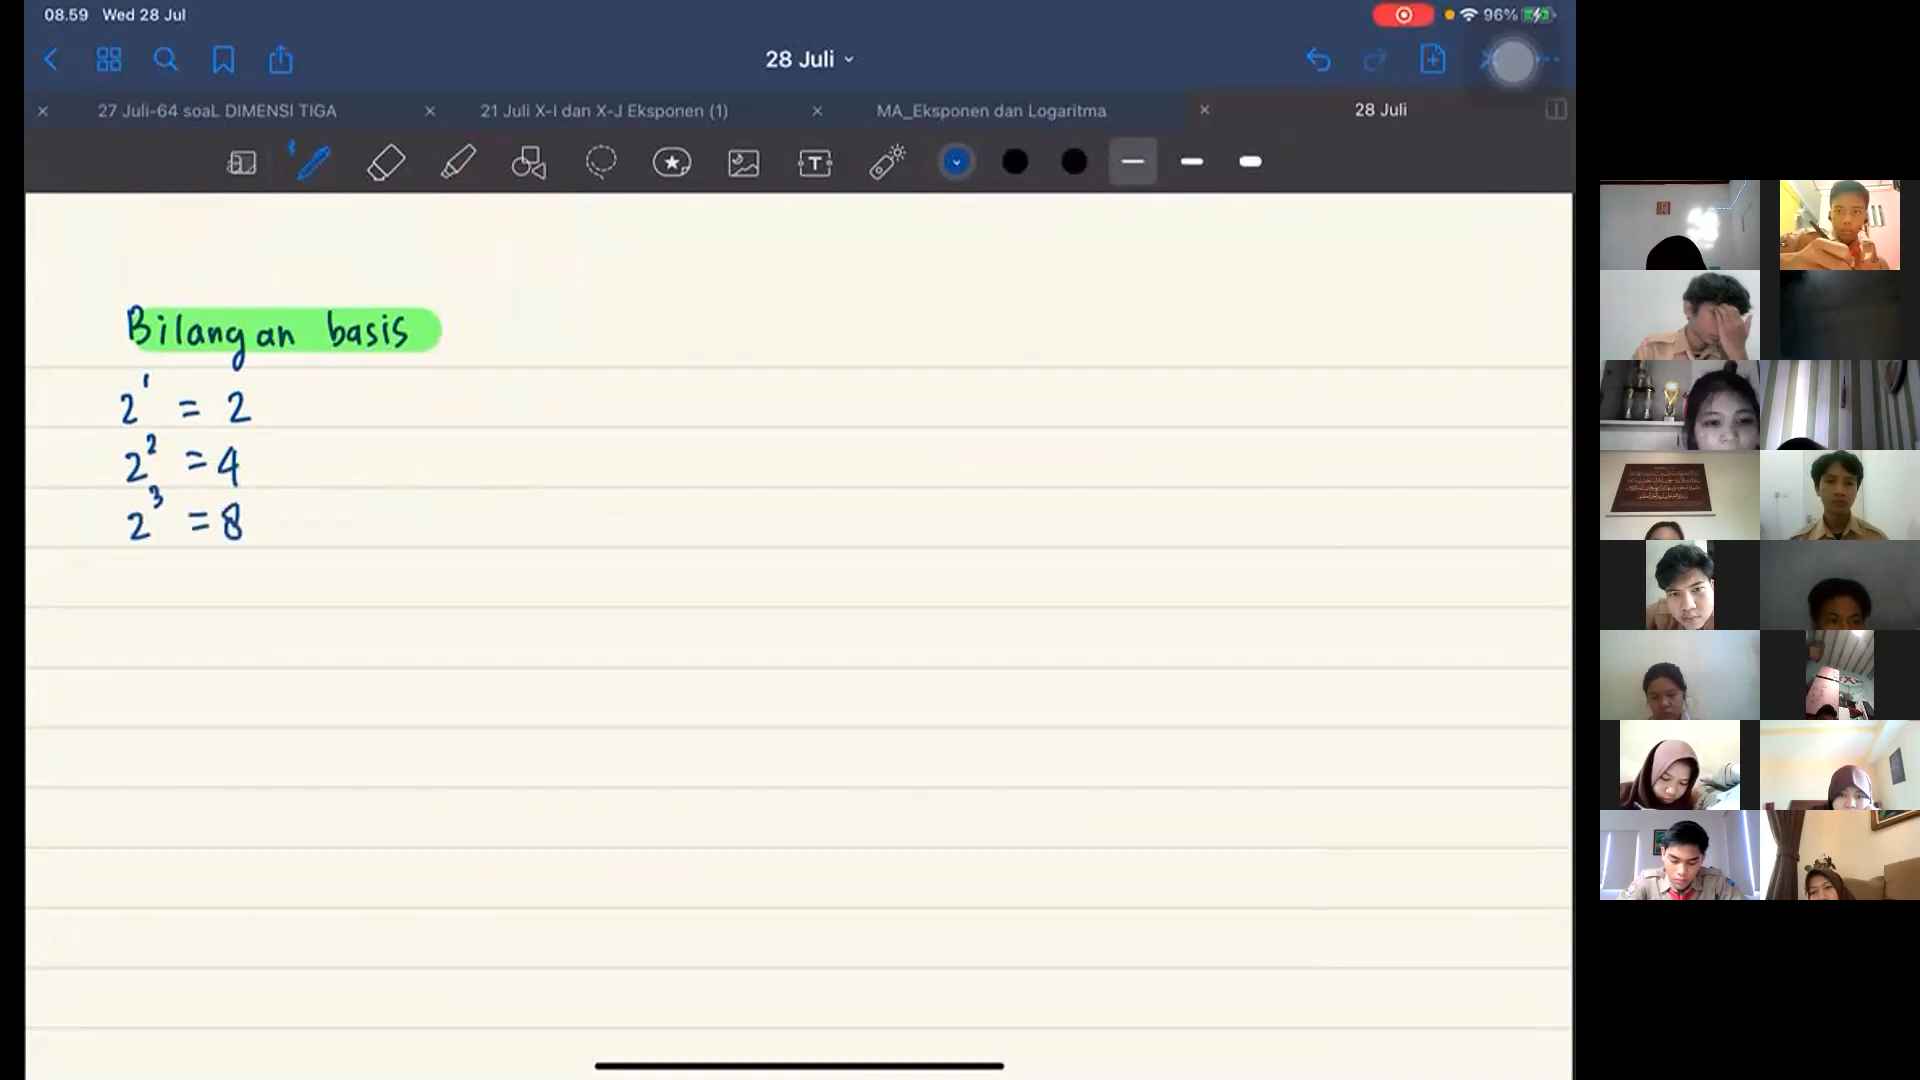 08.59 Wed 28 Jul
96%
28 Juli
27 Juli-64 soaL DIMENSI TIGA
21 Juli X-I dan X-J Eksponen (1)
MA_Eksponen dan Logaritma
28 Juli
Bilangan basis
2¹ = 2
2² = 4
2³ = 8